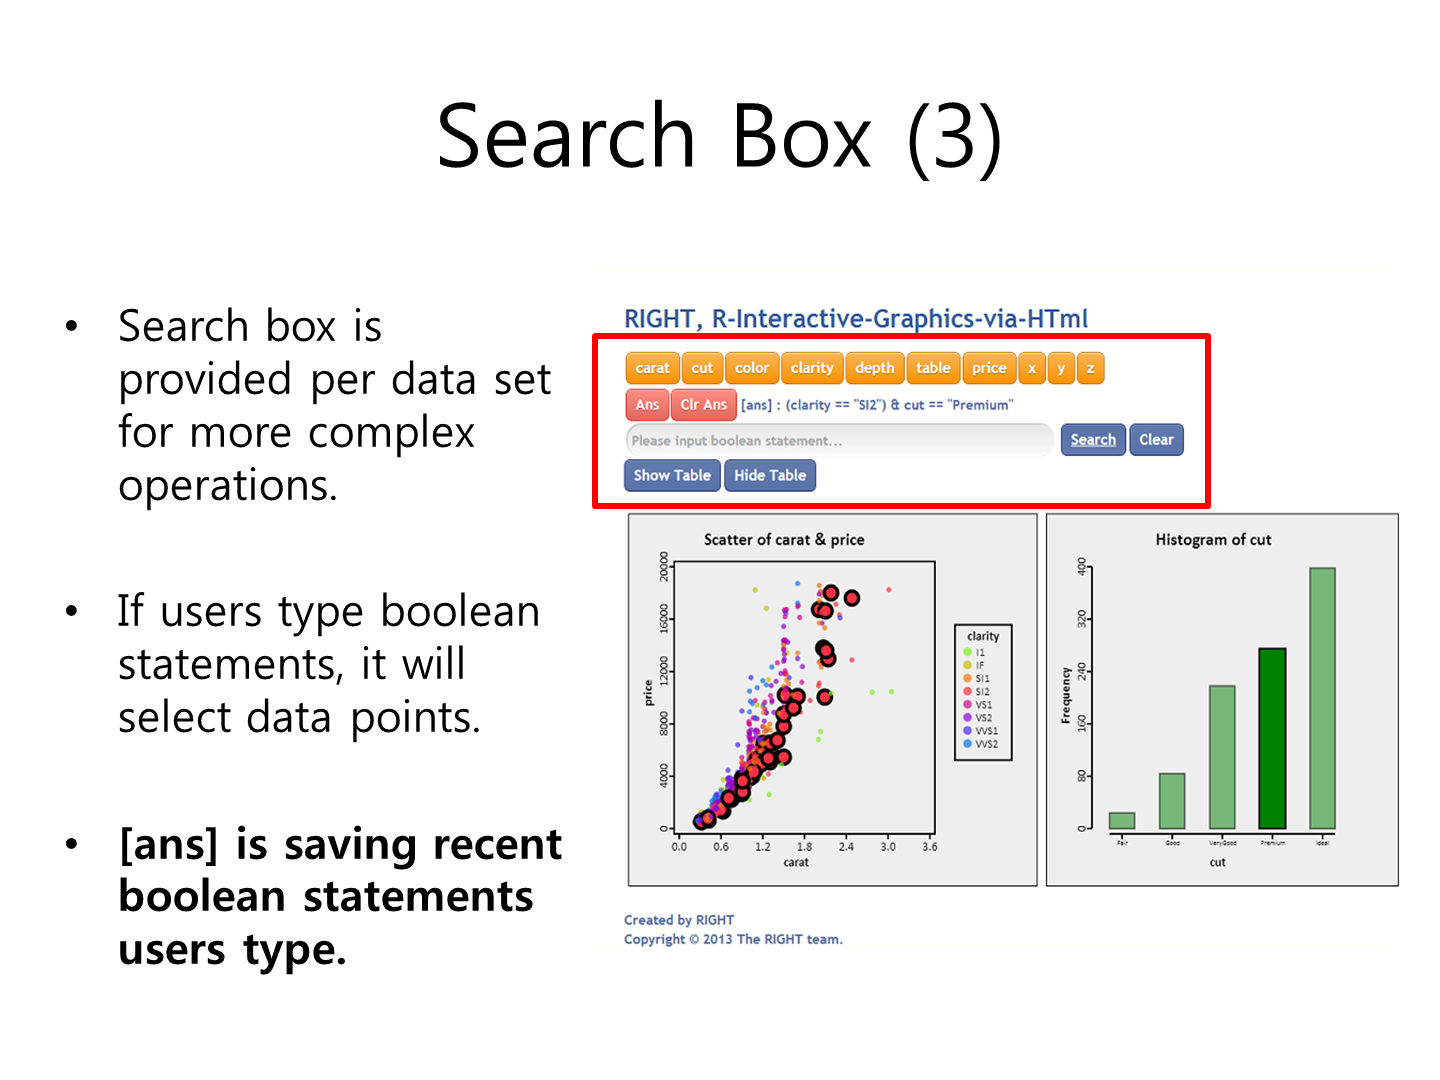 Search Box (3)
• Search box is
provided per data set
for more complex
operations.
• If users type boolean
statements, it will
select data points.
• [ans] is saving recent
boolean statements
users type.
RIGHT, R-Interactive-Graphics-via-HTml
carat cut color clarity depth table price x y z
Ans Clr Ans [ans] : (clarity == "SI2") & cut == "Premium"
Please input boolean statement... Search Clear
Show Table Hide Table
Scatter of carat & price
20000
16000
12000
8000
4000
0
price
0.0 0.6 1.2 1.8 2.4 3.0 3.6
carat
clarity
I1
IF
SI1
SI2
VS1
VS2
VVS1
VVS2
Histogram of cut
400
320
240
160
80
0
Frequency
Fair Good VeryGood Premium Ideal
cut
Created by RIGHT
Copyright © 2013 The RIGHT team.